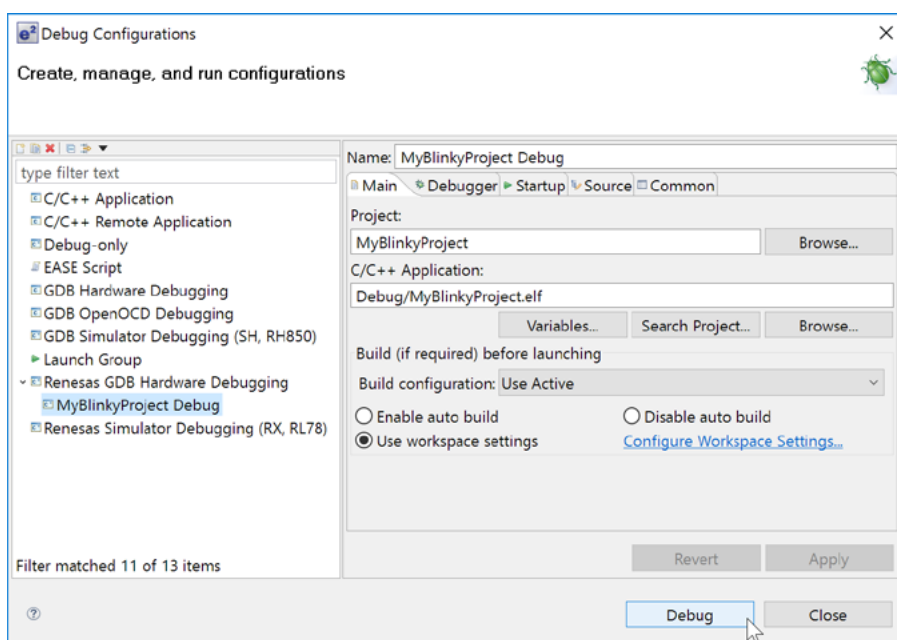 e² Debug Configurations
Create, manage, and run configurations
type filter text
C/C++ Application
C/C++ Remote Application
Debug-only
EASE Script
GDB Hardware Debugging
GDB OpenOCD Debugging
GDB Simulator Debugging (SH, RH850)
Launch Group
Renesas GDB Hardware Debugging
MyBlinkyProject Debug
Renesas Simulator Debugging (RX, RL78)
Filter matched 11 of 13 items
Name: MyBlinkyProject Debug
Main Debugger Startup Source Common
Project:
MyBlinkyProject Browse...
C/C++ Application:
Debug/MyBlinkyProject.elf
Variables... Search Project... Browse...
Build (if required) before launching
Build configuration: Use Active
Enable auto build Disable auto build
Use workspace settings Configure Workspace Settings...
Revert Apply
Debug Close